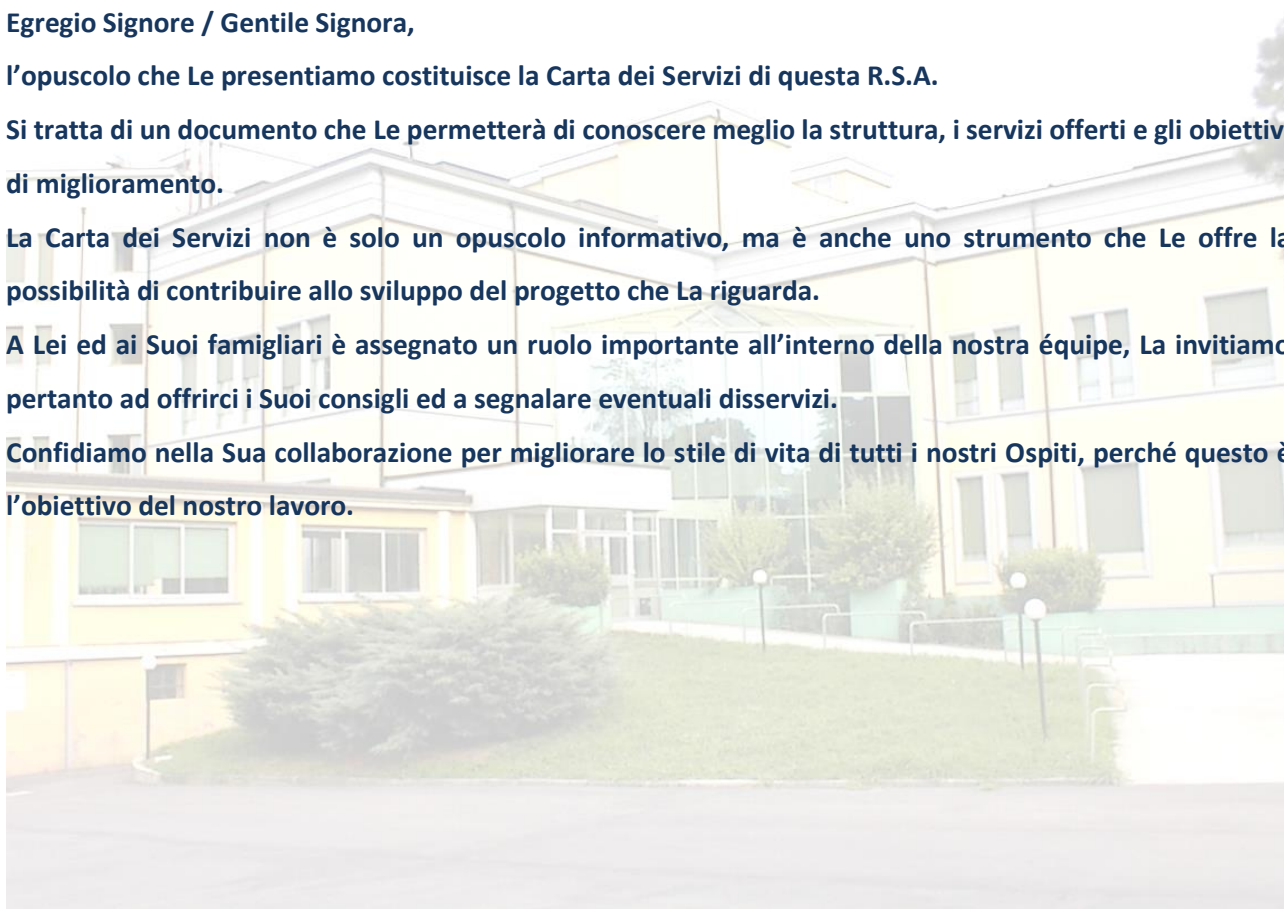 Egregio Signore / Gentile Signora,
l’opuscolo che Le presentiamo costituisce la Carta dei Servizi di questa R.S.A.
Si tratta di un documento che Le permetterà di conoscere meglio la struttura, i servizi offerti e gli obiettiv
di miglioramento.
La Carta dei Servizi non è solo un opuscolo informativo, ma è anche uno strumento che Le offre la
possibilità di contribuire allo sviluppo del progetto che La riguarda.
A Lei ed ai Suoi famigliari è assegnato un ruolo importante all’interno della nostra équipe, La invitiamo
pertanto ad offrirci i Suoi consigli ed a segnalare eventuali disservizi.
Confidiamo nella Sua collaborazione per migliorare lo stile di vita di tutti i nostri Ospiti, perché questo è
l’obiettivo del nostro lavoro.